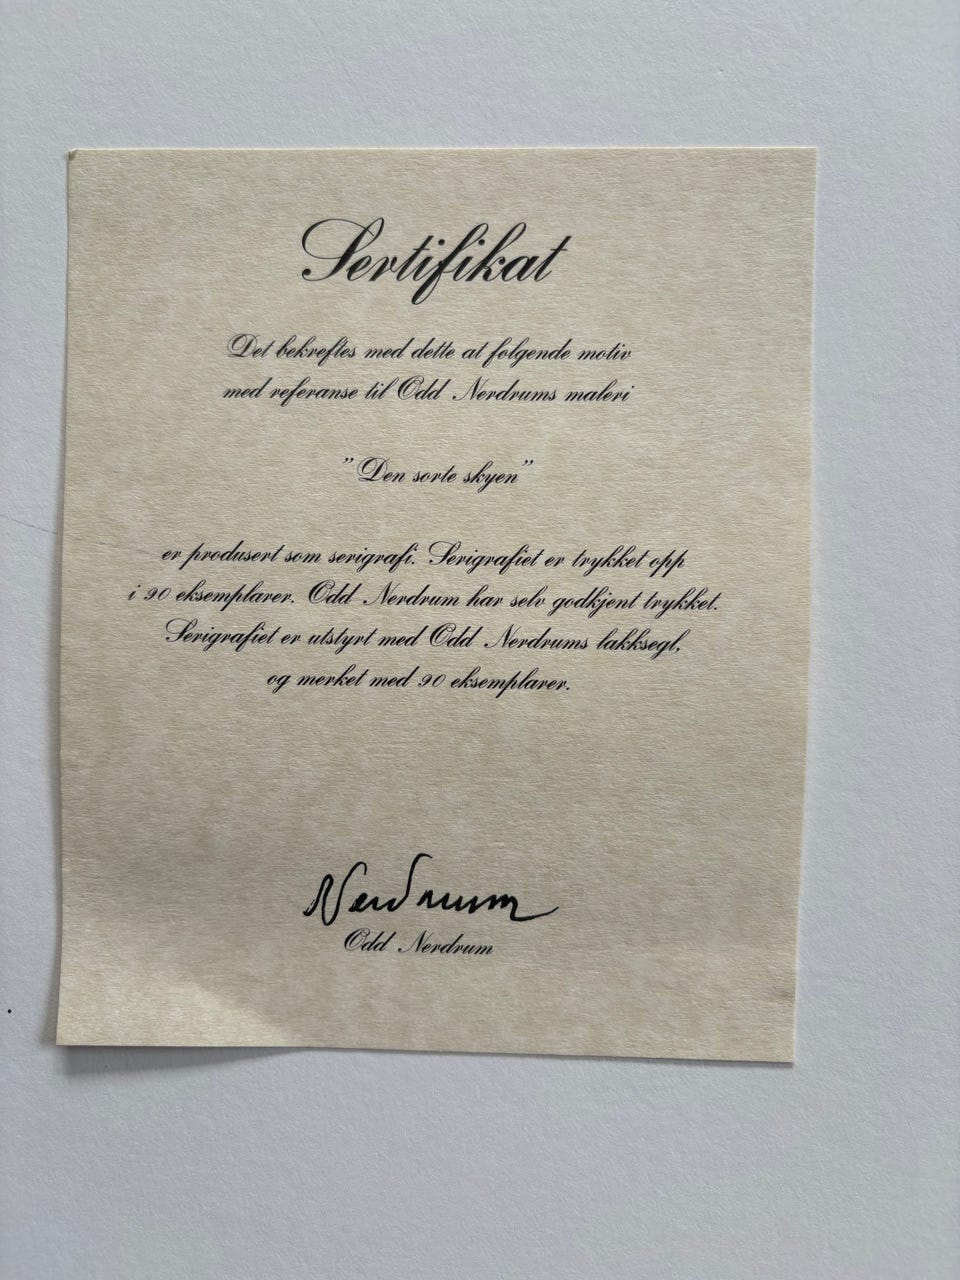 Sertifikat
Det bekreftes med dette at følgende motiv
med referanse til Odd Nerdrums maleri
"Den sorte skyen"
er produsert som serigrafi. Serigrafiet er trykket opp
i 90 eksemplarer. Odd Nerdrum har selv godkjent trykket.
Serigrafiet er utstyrt med Odd Nerdrums lakksegl,
og merket med 90 eksemplarer.
Nerdrum
Odd Nerdrum